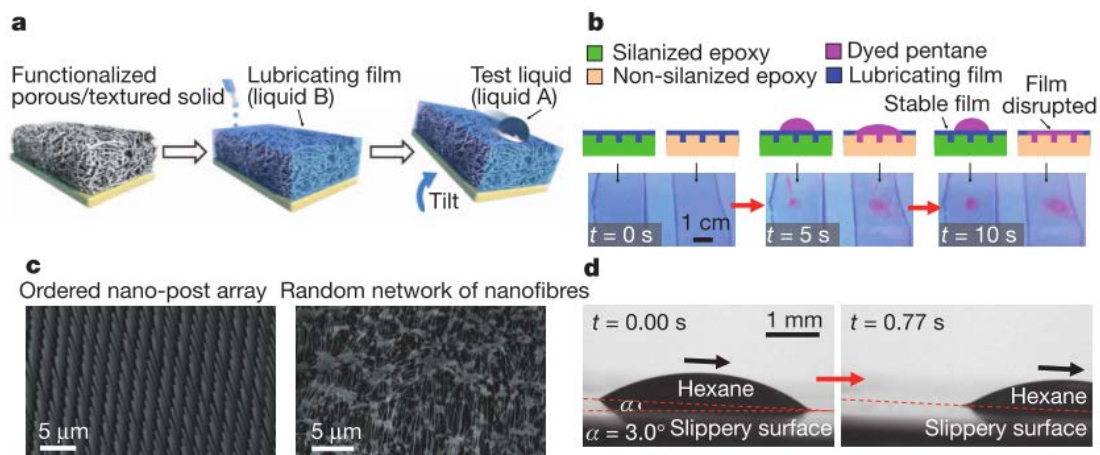 a
Functionalized
porous/textured solid
Lubricating film
(liquid B)
Test liquid
(liquid A)
Tilt
b
Silanized epoxy
Non-silanized epoxy
Dyed pentane
Lubricating film
Stable film
Film
disrupted
1 cm
t = 0 s
t = 5 s
t = 10 s
c
Ordered nano-post array
Random network of nanofibres
5 μm
5 μm
d
t = 0.00 s
1 mm
Hexane
α
α = 3.0°
Slippery surface
t = 0.77 s
Hexane
Slippery surface